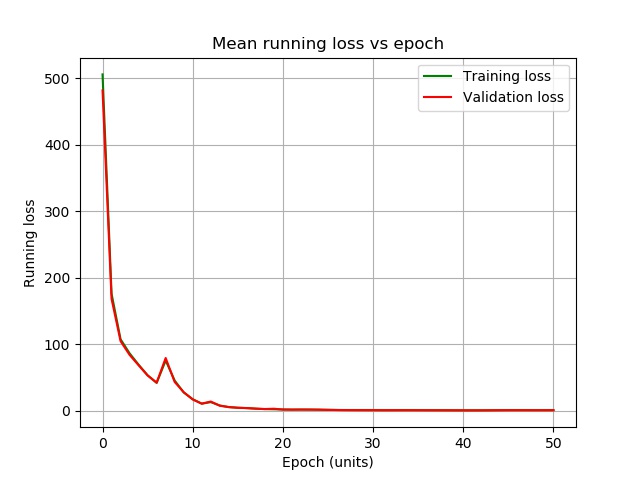 Mean running loss vs epoch
Training loss
Validation loss
Running loss
500
400
300
200
100
0
0 10 20 30 40 50
Epoch (units)